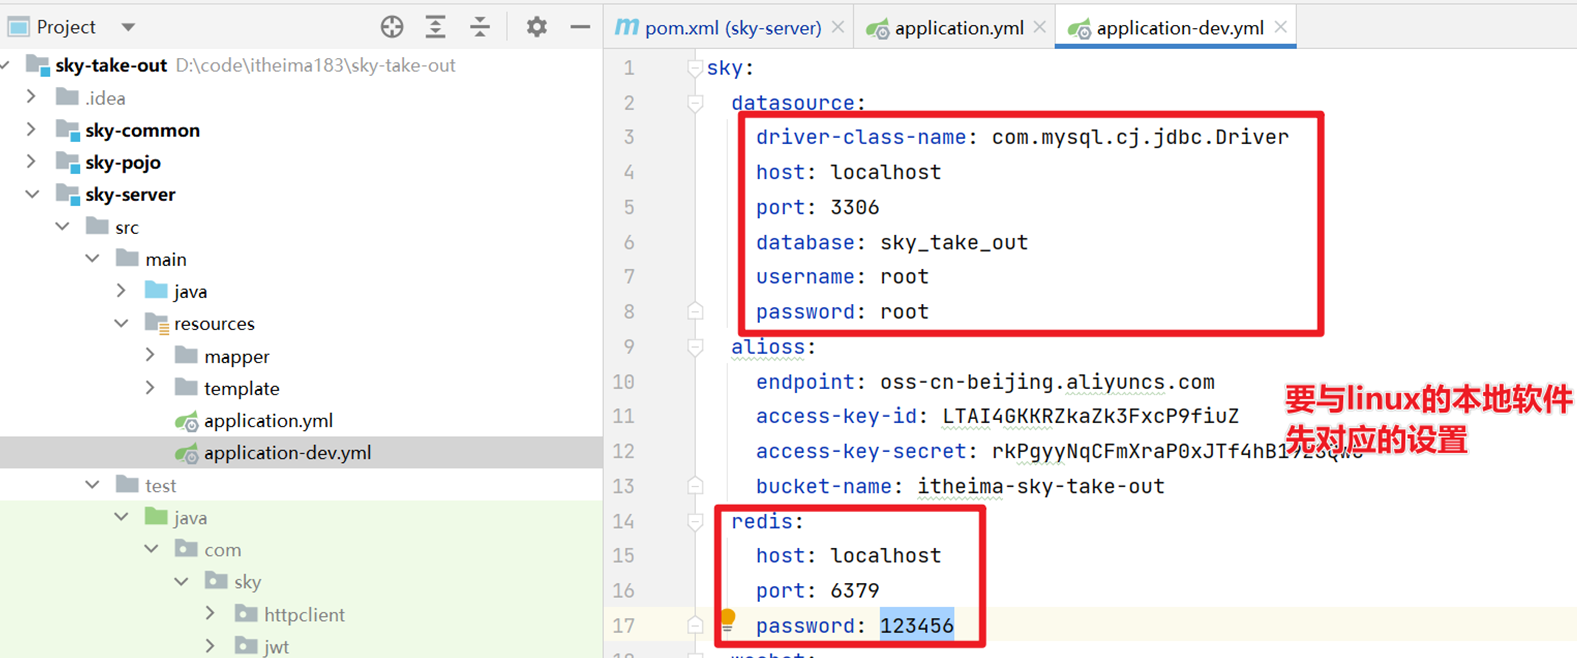 Project
pom.xml (sky-server)
application.yml
application-dev.yml
sky-take-out D:\code\itheima183\sky-take-out
.idea
sky-common
sky-pojo
sky-server
src
main
java
resources
mapper
template
application.yml
application-dev.yml
test
java
com
sky
httpclient
jwt
1 sky:
2 datasource:
3 driver-class-name: com.mysql.cj.jdbc.Driver
4 host: localhost
5 port: 3306
6 database: sky_take_out
7 username: root
8 password: root
9 alioss:
10 endpoint: oss-cn-beijing.aliyuncs.com
11 access-key-id: LTAI4GKKRZkaZk3FxcP9fiuZ
12 access-key-secret:
13 bucket-name: itheima-sky-take-out
14 redis:
15 host: localhost
16 port: 6379
17 password: 123456
要与linux的本地软件
先对应的设置